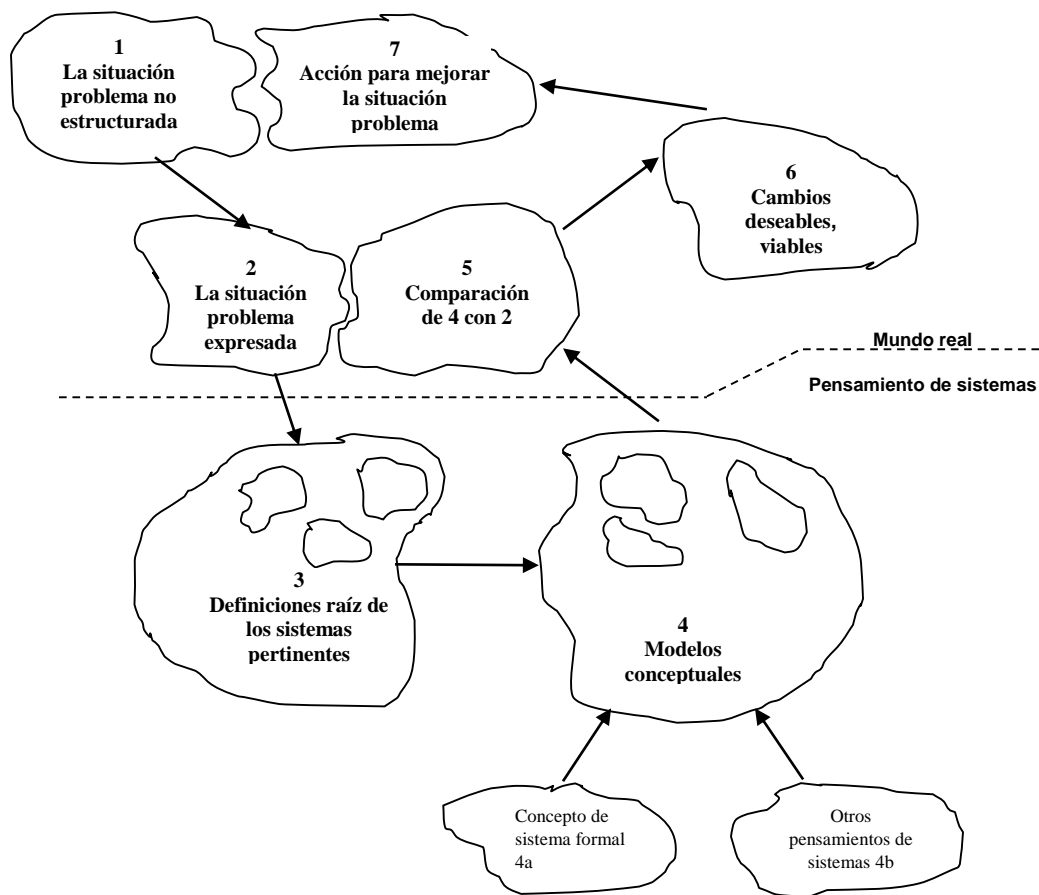 1
La situación
problema no
estructurada
7
Acción para mejorar
la situación
problema
6
Cambios
deseables,
viables
2
La situación
problema
expresada
5
Comparación
de 4 con 2
Mundo real
Pensamiento de sistemas
3
Definiciones raíz de
los sistemas
pertinentes
4
Modelos
conceptuales
Concepto de
sistema formal
4a
Otros
pensamientos de
sistemas 4b